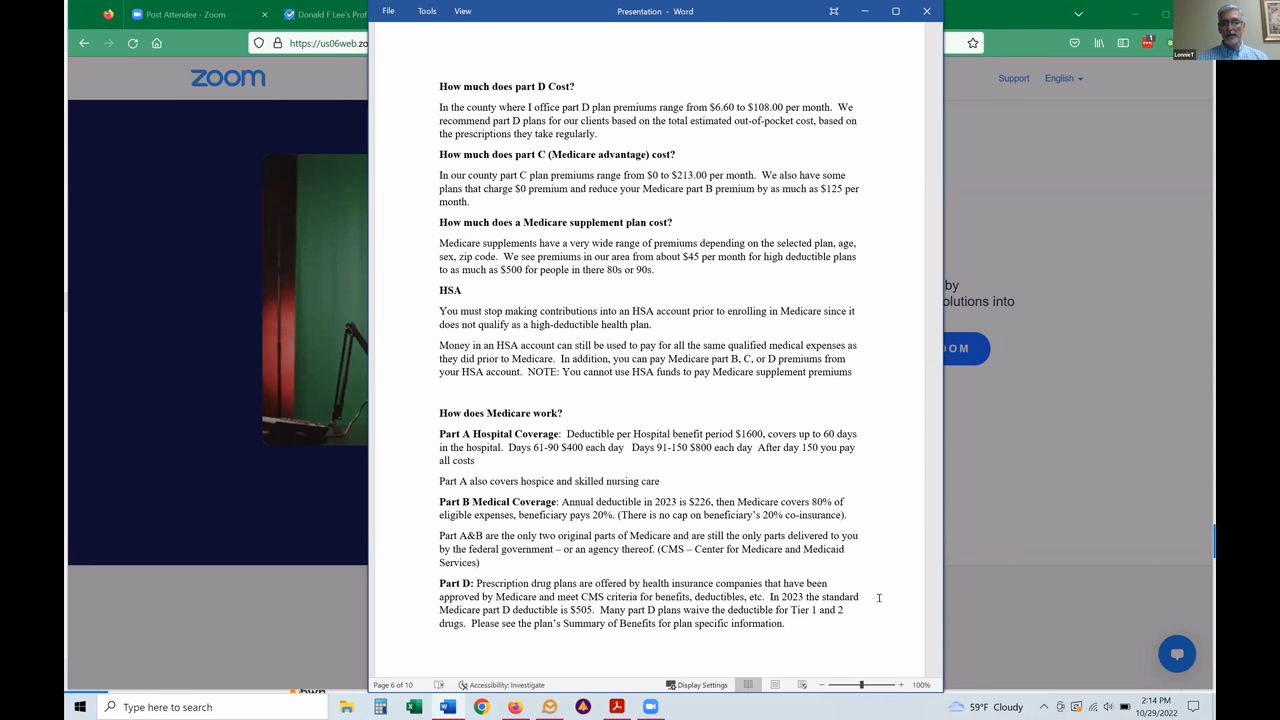 Post Attendee - Zoom
Donald F Lee's Prof
File Tools View Presentation - Word
https://us06web.zo
1
LonnieT
zoom
Support English
How much does part D Cost?
In the county where I office part D plan premiums range from $6.60 to $108.00 per month. We
recommend part D plans for our clients based on the total estimated out-of-pocket cost, based on
the prescriptions they take regularly.
How much does part C (Medicare advantage) cost?
In our county part C plan premiums range from $0 to $213.00 per month. We also have some
plans that charge $0 premium and reduce your Medicare part B premium by as much as $125 per
month.
How much does a Medicare supplement plan cost?
Medicare supplements have a very wide range of premiums depending on the selected plan, age,
sex, zip code. We see premiums in our area from about $45 per month for high deductible plans
to as much as $500 for people in there 80s or 90s.
HSA
You must stop making contributions into an HSA account prior to enrolling in Medicare since it
does not qualify as a high-deductible health plan.
Money in an HSA account can still be used to pay for all the same qualified medical expenses as
they did prior to Medicare. In addition, you can pay Medicare part B, C, or D premiums from
your HSA account. NOTE: You cannot use HSA funds to pay Medicare supplement premiums
by
olutions into
OM
How does Medicare work?
Part A Hospital Coverage: Deductible per Hospital benefit period $1600, covers up to 60 days
in the hospital. Days 61-90 $400 each day Days 91-150 $800 each day After day 150 you pay
all costs
Part A also covers hospice and skilled nursing care
Part B Medical Coverage: Annual deductible in 2023 is $226, then Medicare covers 80% of
eligible expenses, beneficiary pays 20%. (There is no cap on beneficiary's 20% co-insurance).
Part A&B are the only two original parts of Medicare and are still the only parts delivered to you
by the federal government – or an agency thereof. (CMS – Center for Medicare and Medicaid
Services)
Part D: Prescription drug plans are offered by health insurance companies that have been
approved by Medicare and meet CMS criteria for benefits, deductibles, etc. In 2023 the standard
Medicare part D deductible is $505. Many part D plans waive the deductible for Tier 1 and 2
drugs. Please see the plan's Summary of Benefits for plan specific information.
Page 6 of 10 Accessibility: Investigate Display Settings 100%
Type here to search
59°F Cloudy
2:14 PM
10/29/2022